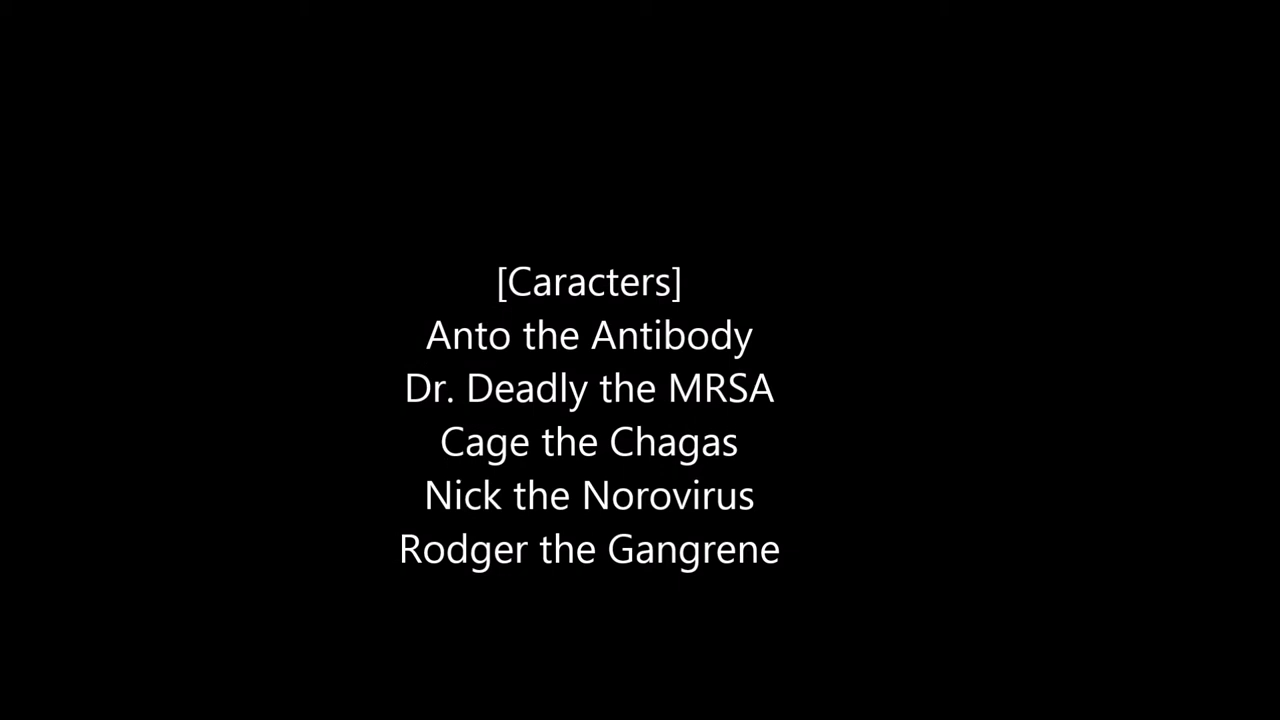 [Caracters]
Anto the Antibody
Dr. Deadly the MRSA
Cage the Chagas
Nick the Norovirus
Rodger the Gangrene